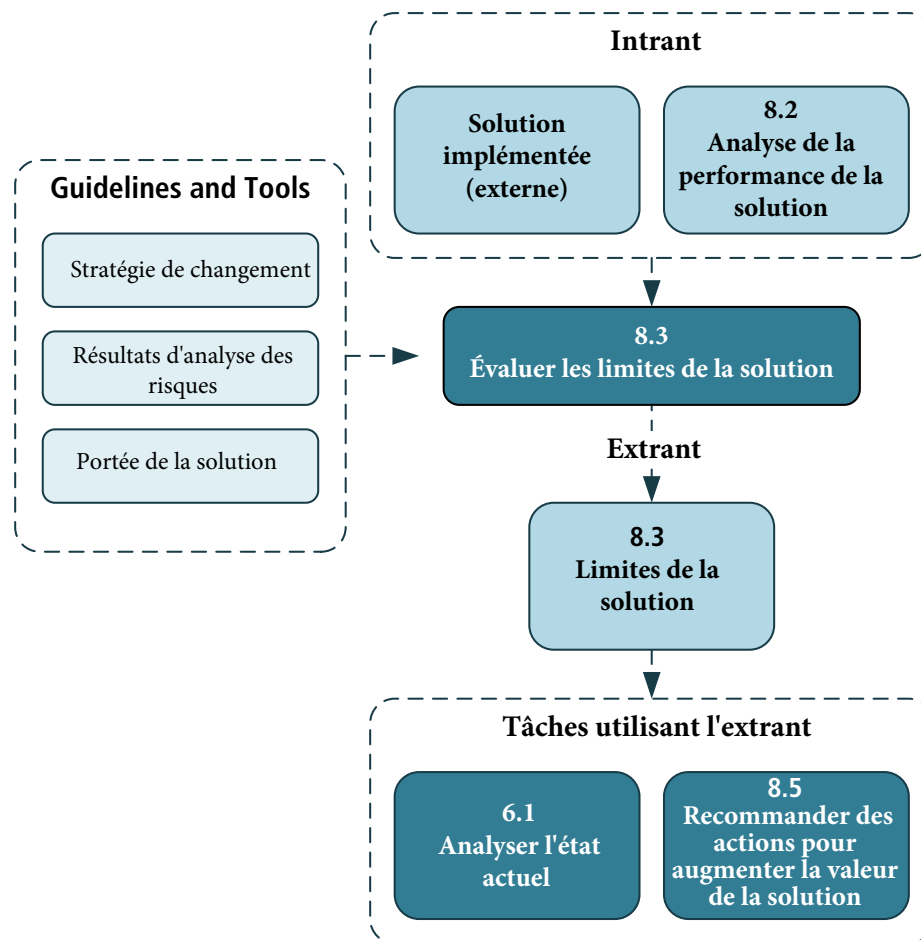 Intrant
Solution
implémentée
(externe)
8.2
Analyse de la
performance de la
solution
Guidelines and Tools
Stratégie de changement
Résultats d'analyse des
risques
Portée de la solution
8.3
Évaluer les limites de la solution
Extrant
8.3
Limites de la
solution
Tâches utilisant l'extrant
6.1
Analyser l'état
actuel
8.5
Recommander des
actions pour
augmenter la valeur
de la solution